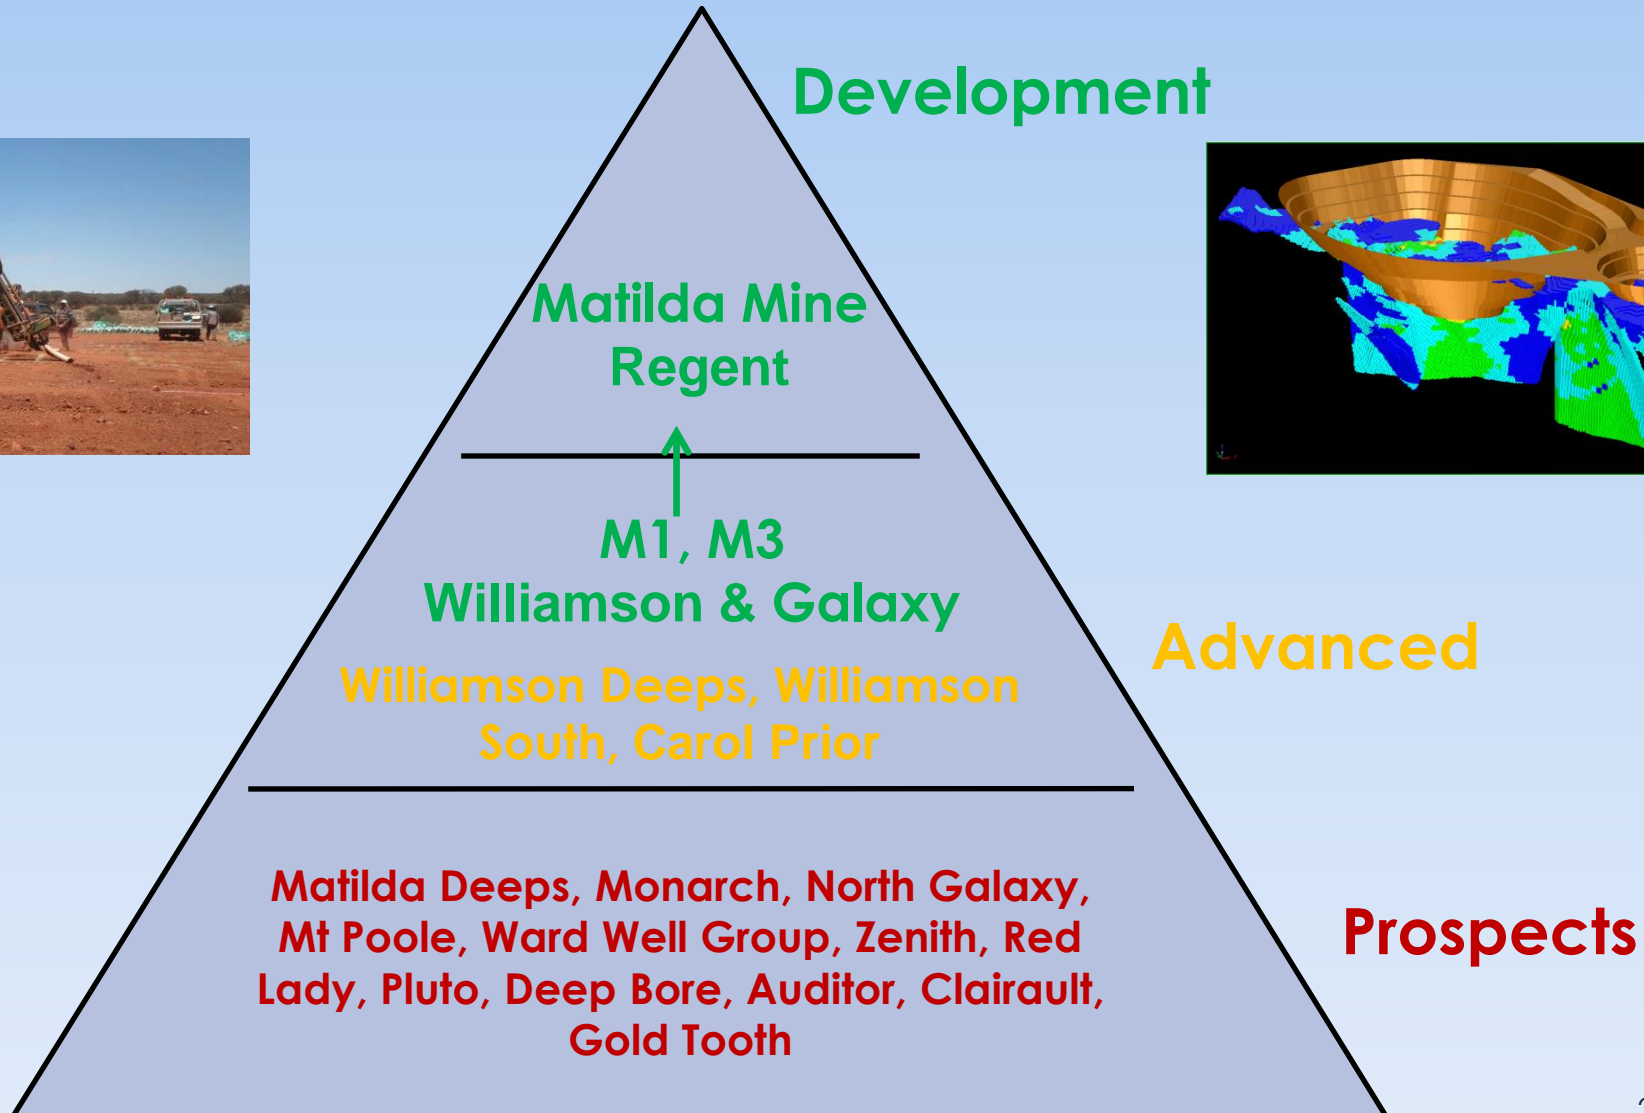 Development
Matilda Mine
Regent
M1, M3
Williamson & Galaxy
Advanced
Williamson Deeps, Williamson
South, Carol Prior
Matilda Deeps, Monarch, North Galaxy,
Mt Poole, Ward Well Group, Zenith, Red
Prospects
Lady, Pluto, Deep Bore, Auditor, Clairault,
Gold Tooth